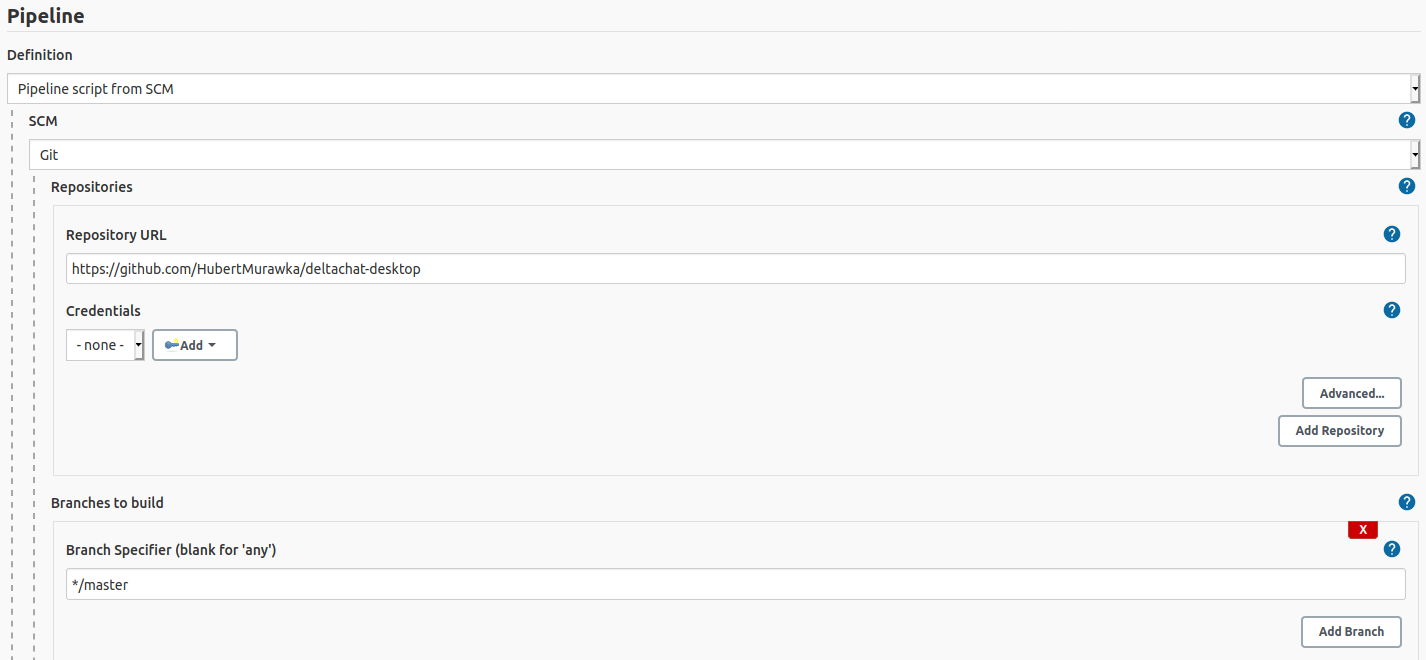 Pipeline
Definition
Pipeline script from SCM
SCM
?
Git
Repositories
?
Repository URL
?
https://github.com/HubertMurawka/deltachat-desktop
Credentials
?
- none -
Add
Advanced...
Add Repository
Branches to build
?
X
Branch Specifier (blank for 'any')
?
*/master
Add Branch